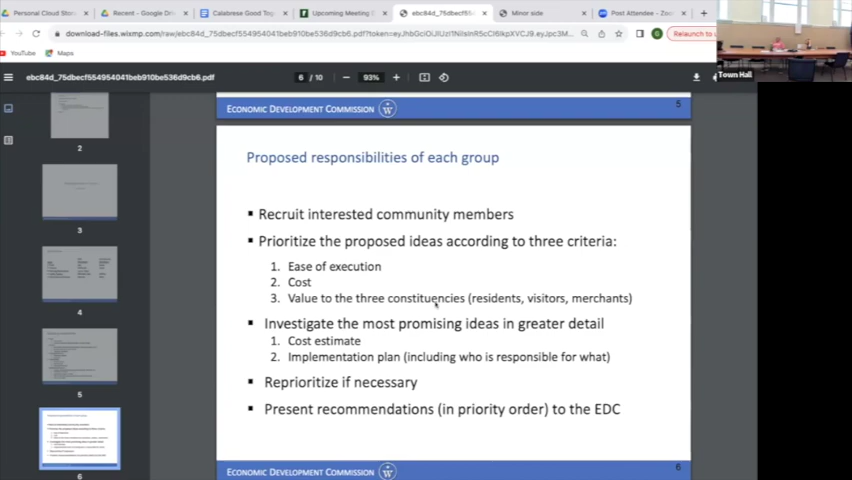 Personal Cloud Stora
Recent - Google Dri
Calabrese Good Tog
Upcoming Meeting
ebc84d_75dbecf554
Minor side
Post Attendee - Zoo
download-files.wixmp.com/raw/ebc84d_75dbecf554954041beb910be536d9cb6.pdf?token=
Relaunch to u
YouTube
Maps
Town Hall
ebc84d_75dbecf554954041beb910be536d9cb6.pdf
6 / 10
93%
2
3
4
5
6
ECONOMIC DEVELOPMENT COMMISSION
W
5
Proposed responsibilities of each group
▪ Recruit interested community members
▪ Prioritize the proposed ideas according to three criteria:
1. Ease of execution
2. Cost
3. Value to the three constituencies (residents, visitors, merchants)
▪ Investigate the most promising ideas in greater detail
1. Cost estimate
2. Implementation plan (including who is responsible for what)
▪ Reprioritize if necessary
▪ Present recommendations (in priority order) to the EDC
ECONOMIC DEVELOPMENT COMMISSION
W
6